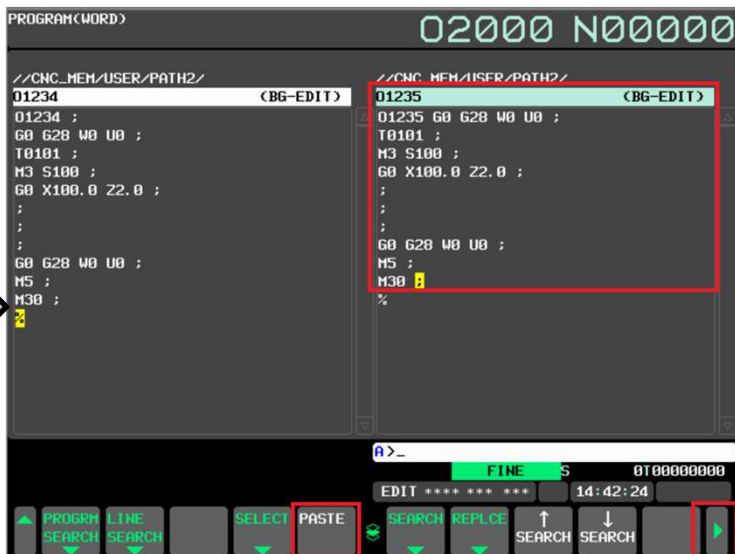 PROGRAM(WORD)
O2000 N00000
//CNC_MEM/USER/PATH2/
O1234 (BG-EDIT)
O1234 ;
G0 G28 W0 U0 ;
T0101 ;
M3 S100 ;
G0 X100.0 Z2.0 ;
;
;
;
G0 G28 W0 U0 ;
M5 ;
M30 ;
%
//CNC_MEM/USER/PATH2/
O1235 (BG-EDIT)
O1235 G0 G28 W0 U0 ;
T0101 ;
M3 S100 ;
G0 X100.0 Z2.0 ;
;
;
;
G0 G28 W0 U0 ;
M5 ;
M30 ;
%
A>_
FINE S 0T00000000
EDIT **** *** *** 14:42:24
PROGRM SEARCH
LINE SEARCH
SELECT
PASTE
SEARCH
REPLCE
↑ SEARCH
↓ SEARCH